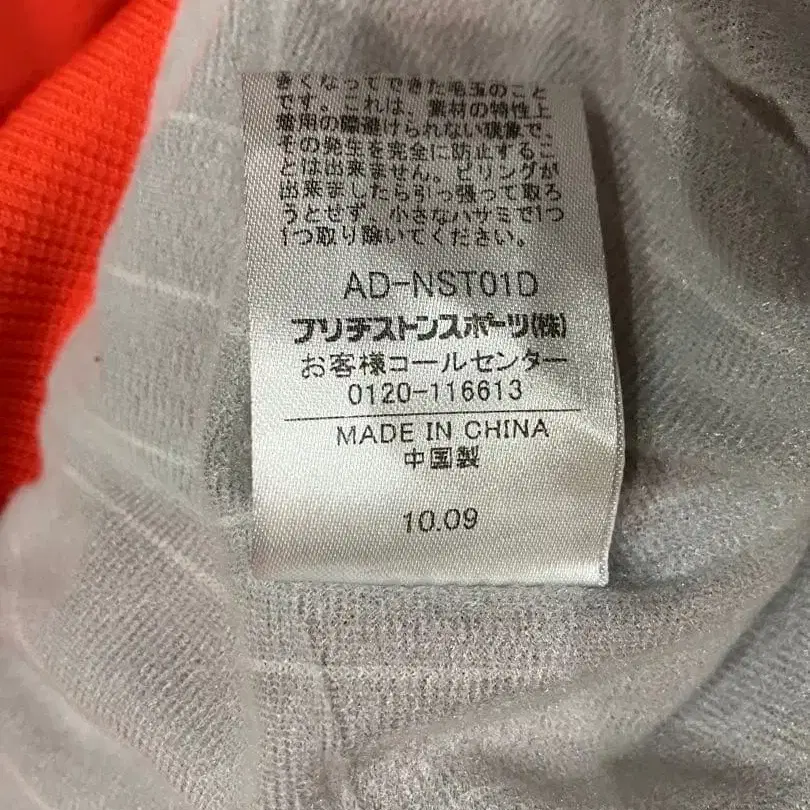 きくなってできた毛玉のこと
です。これは、素材の特性上
着用の際避けられない現象で、
その発生を完全に防止するこ
とは出来ません。ピリングが
出来ましたら引っ張って取ろ
うとせず、小さなハサミで1つ
1つ取り除いてください。
AD-NST01D
ブリヂストンスポーツ(株)
お客様コールセンター
0120-116613
MADE IN CHINA
中国製
10.09